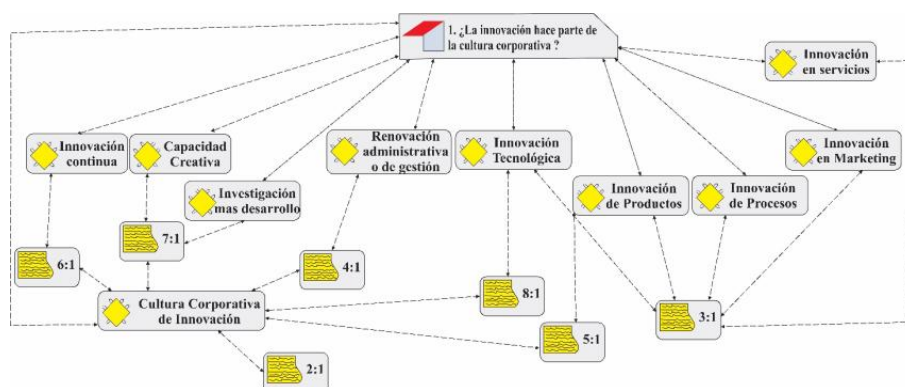 1. ¿La innovación hace parte de
la cultura corporativa ?
Innovación
en servicios
Innovación
continua
Capacidad
Creativa
Renovación
administrativa
o de gestión
Innovación
Tecnológica
Innovación
en Marketing
Investigación
mas desarrollo
Innovación
de Productos
Innovación
de Procesos
6:1
7:1
4:1
8:1
3:1
Cultura Corporativa
de Innovación
5:1
2:1